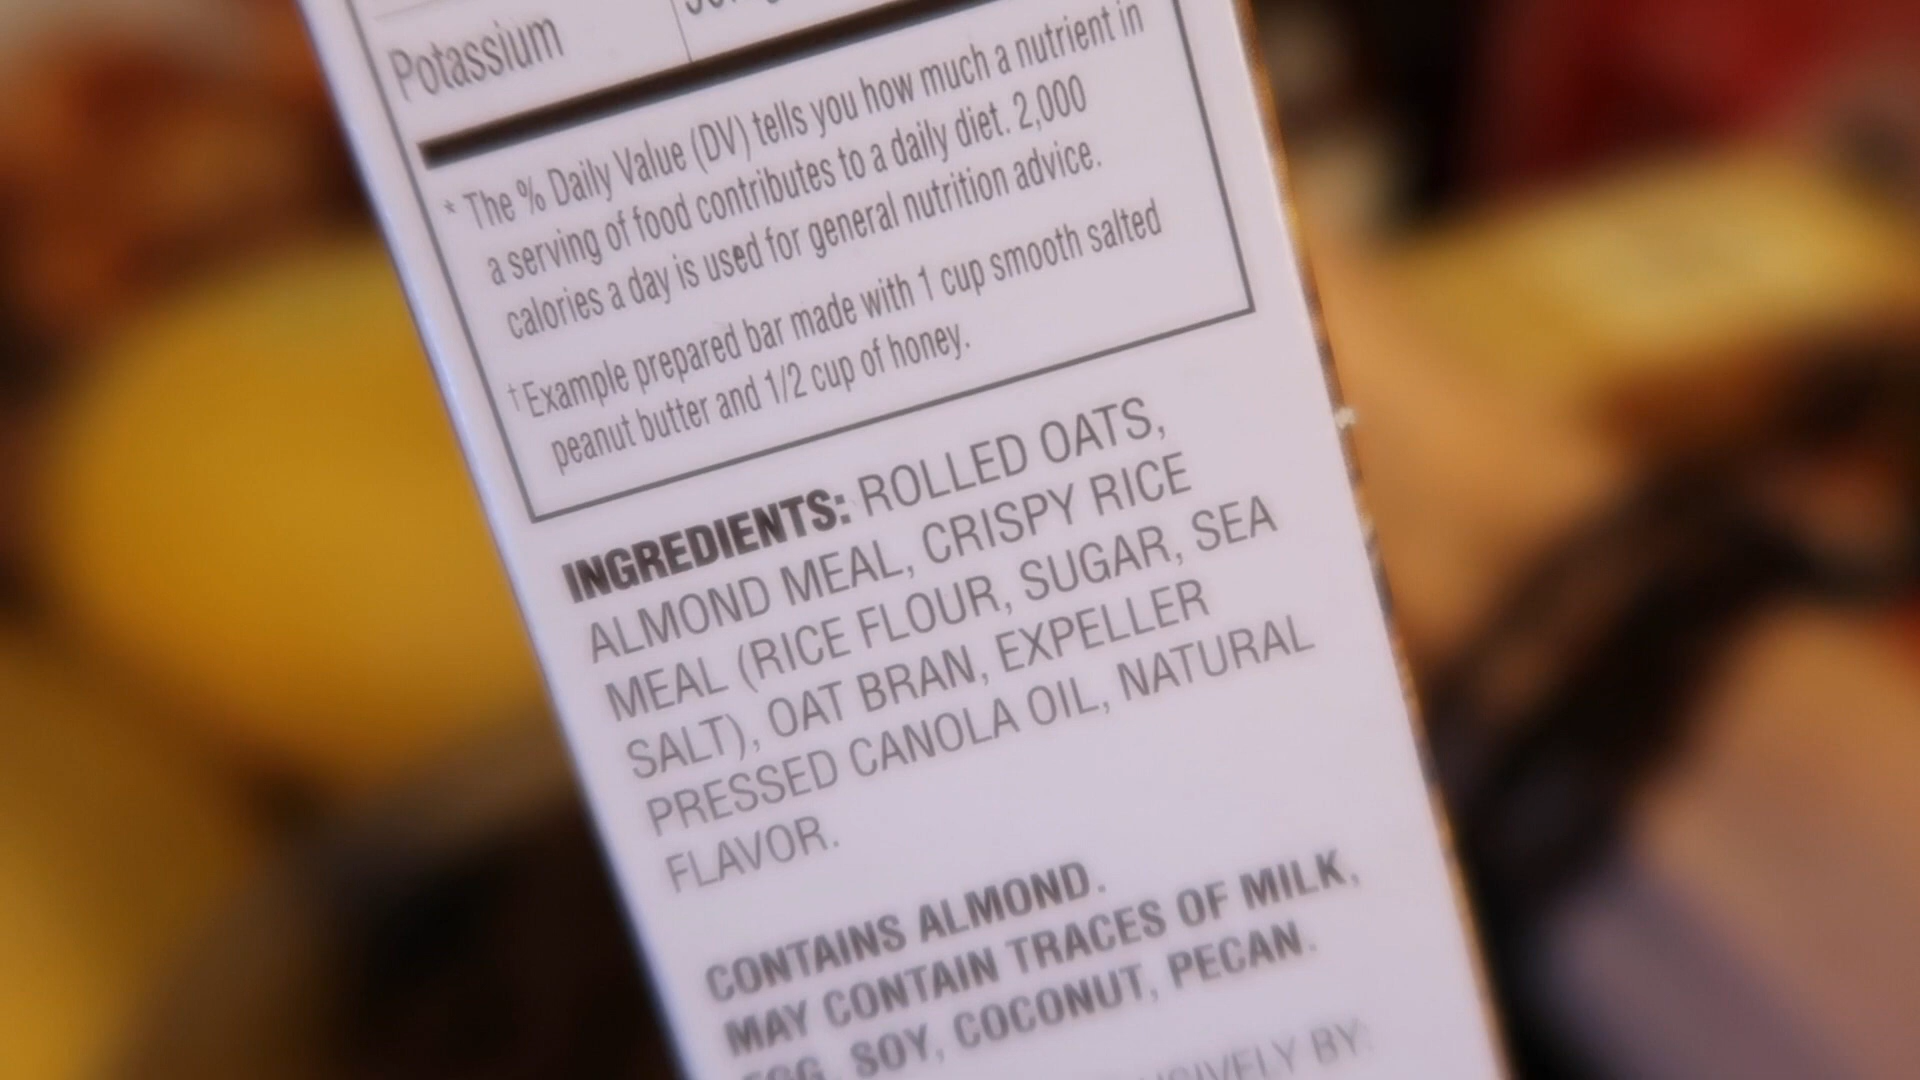 Potassium
* The % Daily Value (DV) tells you how much a nutrient in
a serving of food contributes to a daily diet. 2,000
calories a day is used for general nutrition advice.
† Example prepared bar made with 1 cup smooth salted
peanut butter and 1/2 cup of honey.
INGREDIENTS: ROLLED OATS,
ALMOND MEAL, CRISPY RICE
MEAL (RICE FLOUR, SUGAR, SEA
SALT), OAT BRAN, EXPELLER
PRESSED CANOLA OIL, NATURAL
FLAVOR.
CONTAINS ALMOND.
MAY CONTAIN TRACES OF MILK,
EGG, SOY, COCONUT, PECAN.
BY: